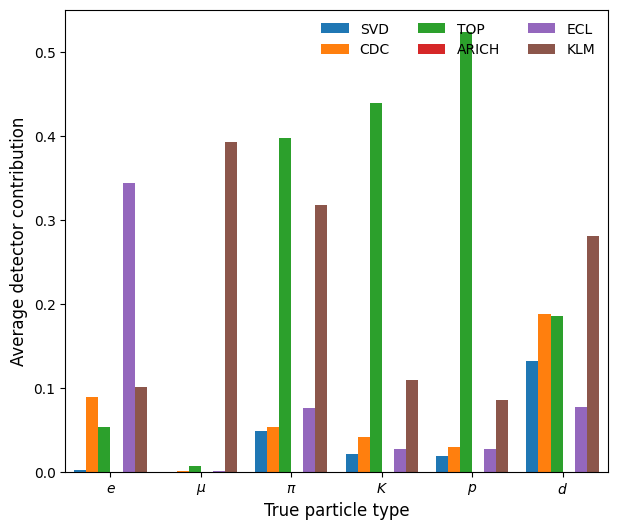 Average detector contribution
0.5
0.4
0.3
0.2
0.1
0.0
SVD TOP ECL
CDC ARICH KLM
e μ π K p d
True particle type